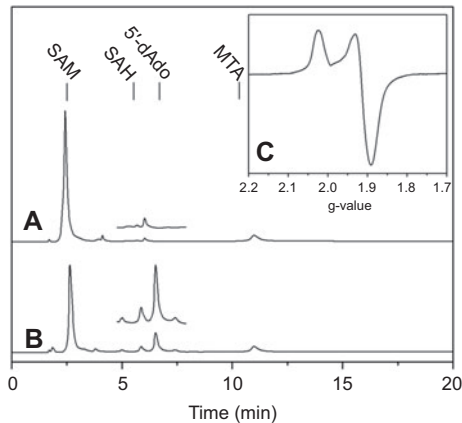 SAM
SAH
5'-dAdo
MTA
A
B
C
2.2 2.1 2.0 1.9 1.8 1.7
g-value
0 5 10 15 20
Time (min)